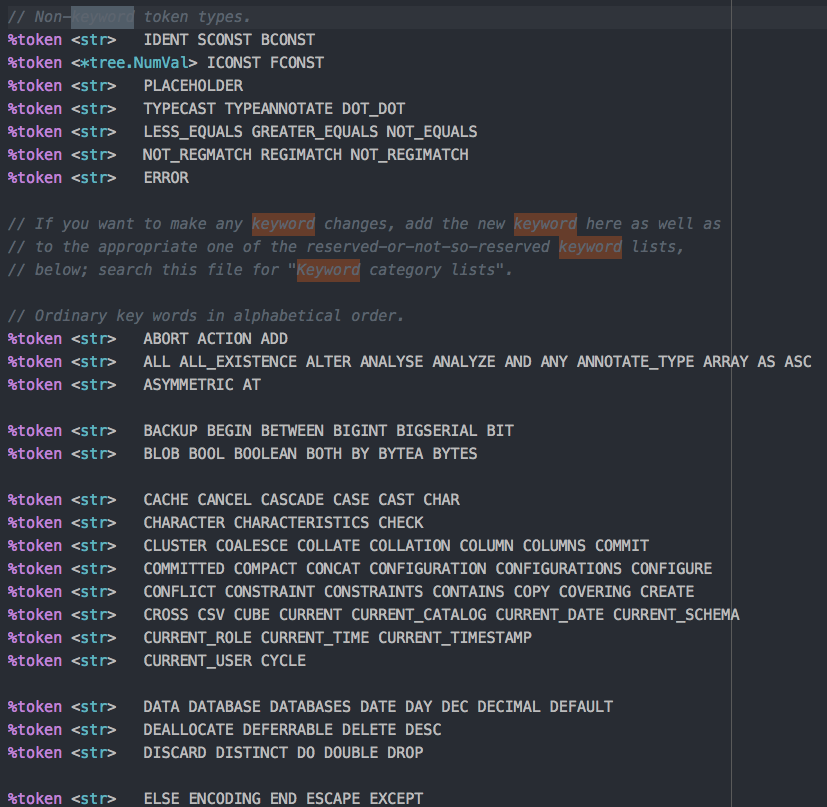 // Non-keyword token types.
%token <str>   IDENT SCONST BCONST
%token <*tree.NumVal> ICONST FCONST
%token <str>   PLACEHOLDER
%token <str>   TYPECAST TYPEANNOTATE DOT_DOT
%token <str>   LESS_EQUALS GREATER_EQUALS NOT_EQUALS
%token <str>   NOT_REGMATCH REGIMATCH NOT_REGIMATCH
%token <str>   ERROR
// If you want to make any keyword changes, add the new keyword here as well as
// to the appropriate one of the reserved-or-not-so-reserved keyword lists,
// below; search this file for "Keyword category lists".
// Ordinary key words in alphabetical order.
%token <str>   ABORT ACTION ADD
%token <str>   ALL ALL_EXISTENCE ALTER ANALYSE ANALYZE AND ANY ANNOTATE_TYPE ARRAY AS ASC
%token <str>   ASYMMETRIC AT
%token <str>   BACKUP BEGIN BETWEEN BIGINT BIGSERIAL BIT
%token <str>   BLOB BOOL BOOLEAN BOTH BY BYTEA BYTES
%token <str>   CACHE CANCEL CASCADE CASE CAST CHAR
%token <str>   CHARACTER CHARACTERISTICS CHECK
%token <str>   CLUSTER COALESCE COLLATE COLLATION COLUMN COLUMNS COMMIT
%token <str>   COMMITTED COMPACT CONCAT CONFIGURATION CONFIGURATIONS CONFIGURE
%token <str>   CONFLICT CONSTRAINT CONSTRAINTS CONTAINS COPY COVERING CREATE
%token <str>   CROSS CSV CUBE CURRENT CURRENT_CATALOG CURRENT_DATE CURRENT_SCHEMA
%token <str>   CURRENT_ROLE CURRENT_TIME CURRENT_TIMESTAMP
%token <str>   CURRENT_USER CYCLE
%token <str>   DATA DATABASE DATABASES DATE DAY DEC DECIMAL DEFAULT
%token <str>   DEALLOCATE DEFERRABLE DELETE DESC
%token <str>   DISCARD DISTINCT DO DOUBLE DROP
%token <str>   ELSE ENCODING END ESCAPE EXCEPT